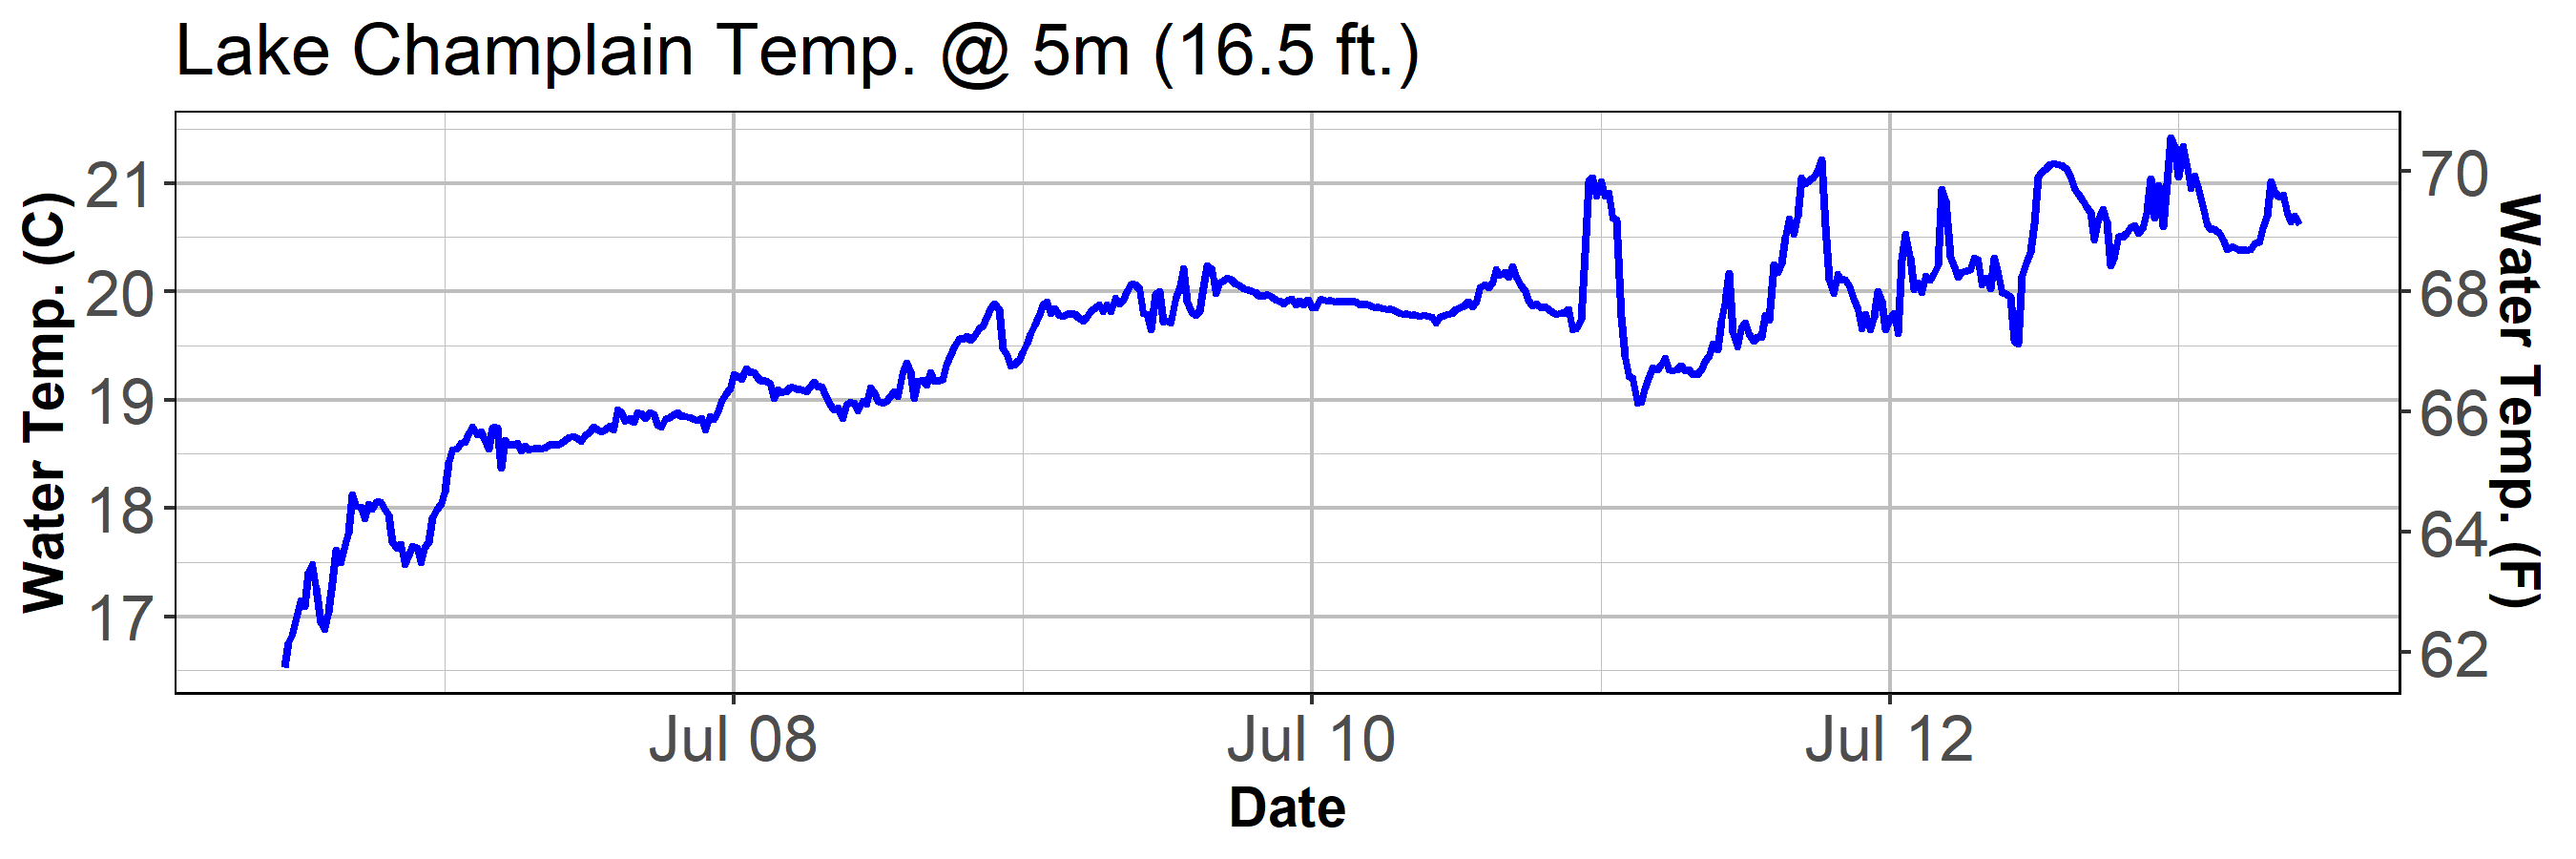 Lake Champlain Temp. @ 5m (16.5 ft.)
Water Temp. (C)
21
20
19
18
17
70
68
66
64
62
Water Temp. (F)
Jul 08
Jul 10
Jul 12
Date